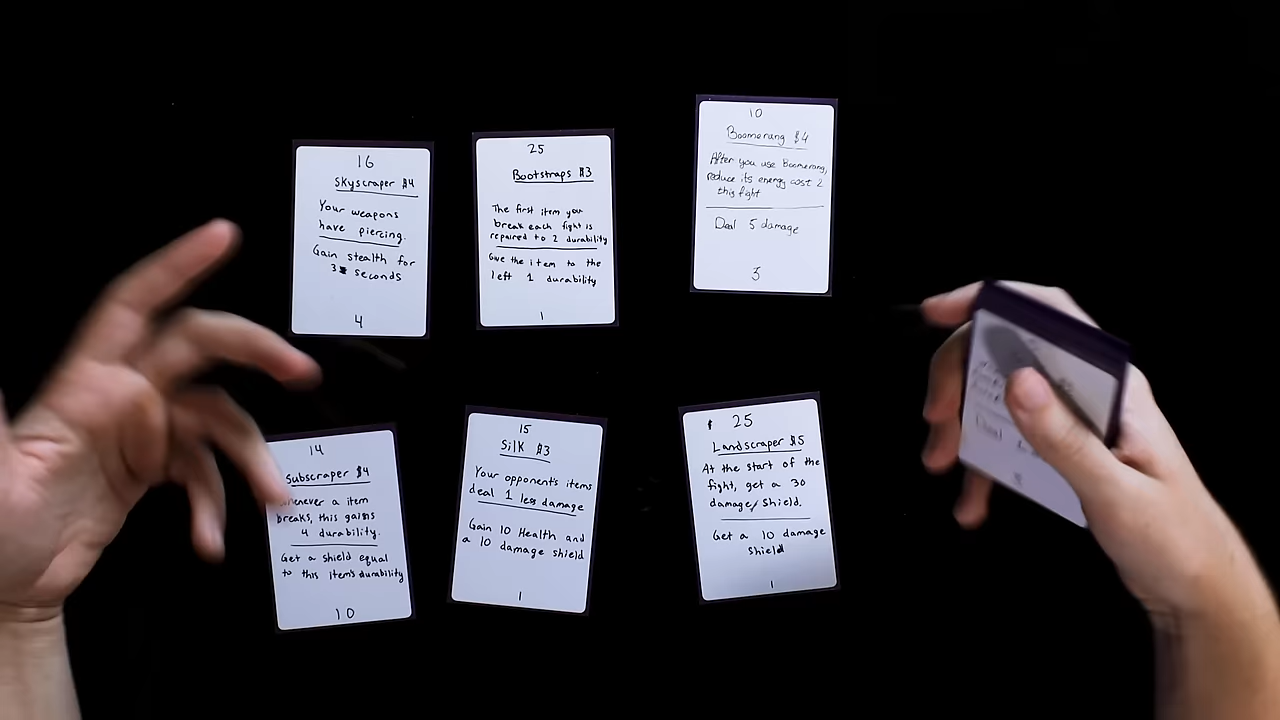 16
Skyscraper $4
Your weapons
have piercing.
Gain stealth for
3 seconds
4
25
Bootstraps $3
The first item you
break each fight is
repaired to 2 durability
Give the item to the
left 1 durability
1
10
Boomerang $4
After you use Boomerang,
reduce its energy cost 2
this fight
Deal 5 damage
3
14
Subscraper $4
whenever a item
breaks, this gains
4 durability.
Get a shield equal
to this item's durability
10
15
Silk $3
Your opponent's items
deal 1 less damage
Gain 10 Health and
a 10 damage shield
1
25
Landscraper $5
At the start of the
fight, get a 30
damage shield.
Get a 10 damage
shield
1
Deal